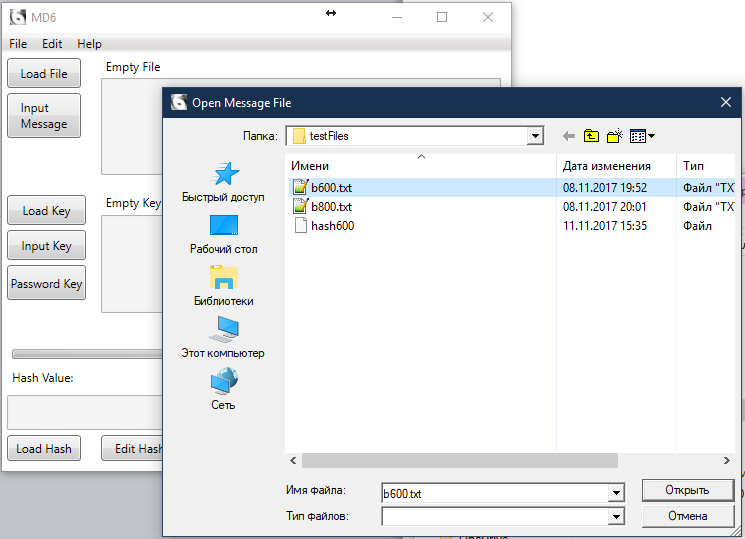 MD6
File Edit Help
Load File
Empty File
Input
Message
Load Key
Empty Key
Input Key
Password Key
Hash Value:
Load Hash
Edit Hash
Open Message File
Папка:
testFiles
Имени
Дата изменения
Тип
b600.txt
08.11.2017 19:52
Файл "TX
b800.txt
08.11.2017 20:01
Файл "TX
hash600
11.11.2017 15:35
Файл
Быстрый доступ
Рабочий стол
Библиотеки
Этот компьютер
Сеть
Имя файла:
b600.txt
Открыть
Тип файлов:
Отмена